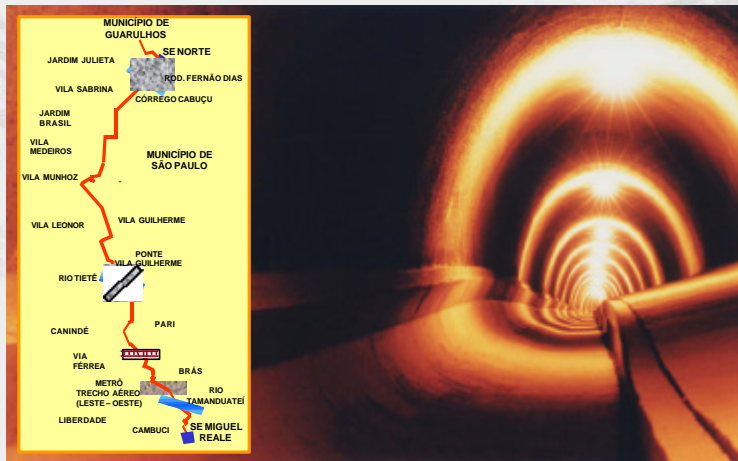 MUNICÍPIO DE
GUARULHOS
SE NORTE
JARDIM JULIETA
ROD. FERNÃO DIAS
VILA SABRINA
CÓRREGO CABUÇU
JARDIM
BRASIL
VILA
MEDEIROS
MUNICÍPIO DE
SÃO PAULO
VILA MUNHOZ
VILA GUILHERME
VILA LEONOR
PONTE
VILA GUILHERME
RIO TIETÊ
PARI
CANINDÉ
VIA
FÉRREA
BRÁS
METRÔ
TRECHO AÉREO
(LESTE – OESTE)
RIO
TAMANDUATEÍ
LIBERDADE
CAMBUCI
SE MIGUEL
REALE